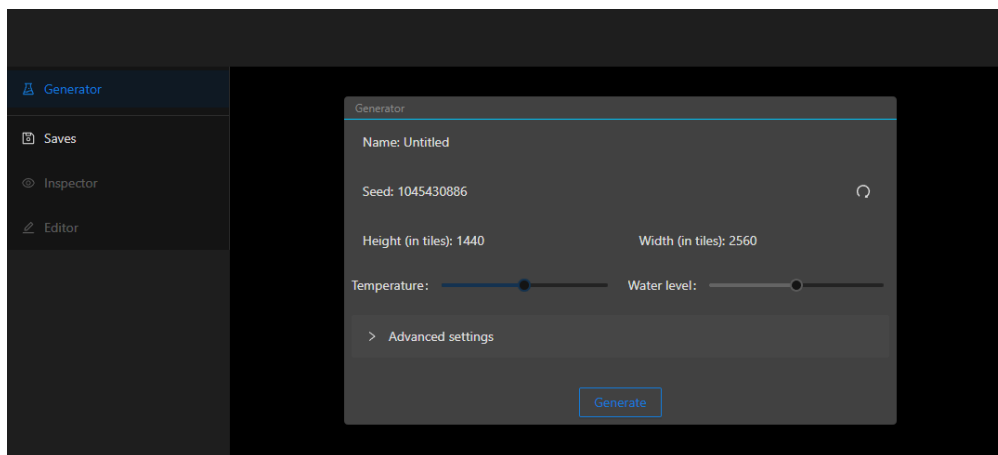 Generator
Saves
Inspector
Editor
Generator
Name: Untitled
Seed: 1045430886
Height (in tiles): 1440 Width (in tiles): 2560
Temperature: Water level:
Advanced settings
Generate